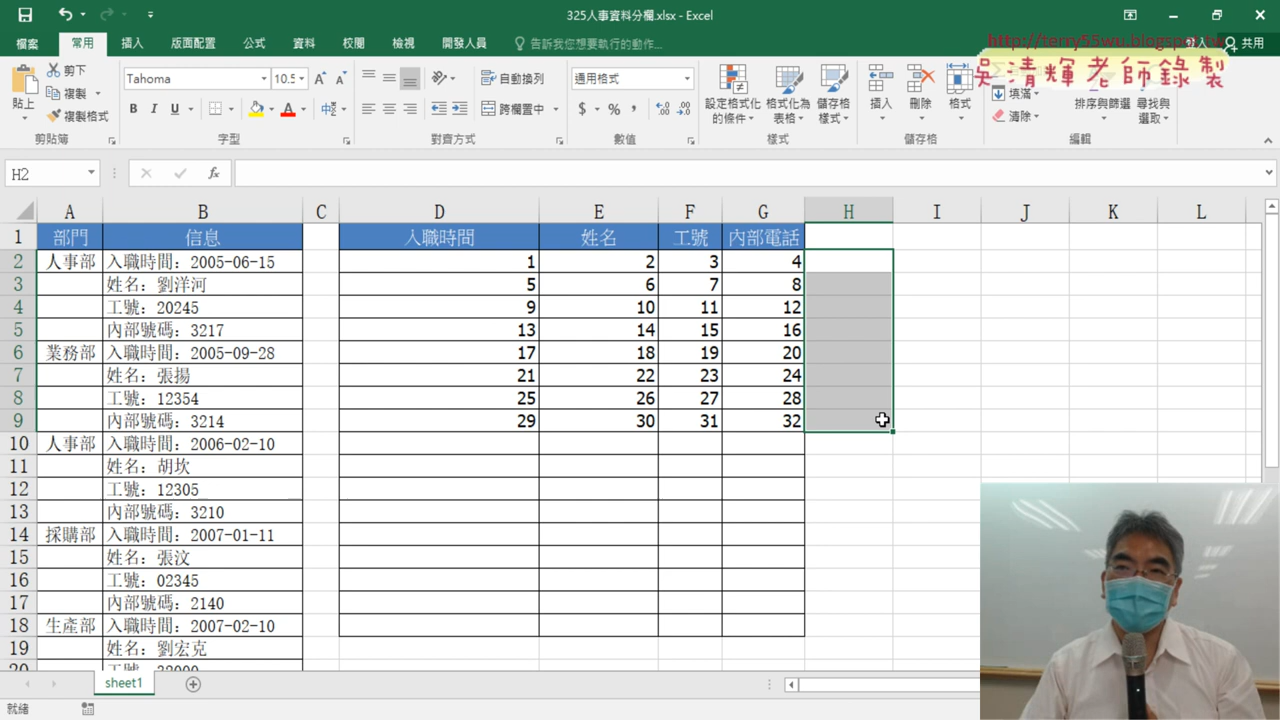 325人事資料分欄.xlsx - Excel
http://terry55wu.blogspot.tw
檔案 常用 插入 版面配置 公式 資料 校閱 檢視 開發人員 告訴我您想要執行的動作... 登入 共用
吳清輝老師錄製
貼上 剪下 複製 複製格式
Tahoma 10.5
B I U
自動換列
跨欄置中
通用格式
$ %
設定格式化的條件 格式化為表格 儲存格樣式
插入 刪除 格式
填滿 清除
排序與篩選 尋找與選取
剪貼簿 字型 對齊方式 數值 樣式 儲存格 編輯
H2 fx
A B C D E F G H I J K L
1 部門 信息 入職時間 姓名 工號 內部電話
2 人事部 入職時間: 2005-06-15 1 2 3 4
3 姓名: 劉洋河 5 6 7 8
4 工號: 20245 9 10 11 12
5 內部號碼: 3217 13 14 15 16
6 業務部 入職時間: 2005-09-28 17 18 19 20
7 姓名: 張揚 21 22 23 24
8 工號: 12354 25 26 27 28
9 內部號碼: 3214 29 30 31 32
10 人事部 入職時間: 2006-02-10
11 姓名: 胡坎
12 工號: 12305
13 內部號碼: 3210
14 採購部 入職時間: 2007-01-11
15 姓名: 張汶
16 工號: 02345
17 內部號碼: 2140
18 生產部 入職時間: 2007-02-10
19 姓名: 劉宏克
20
sheet1
就緒